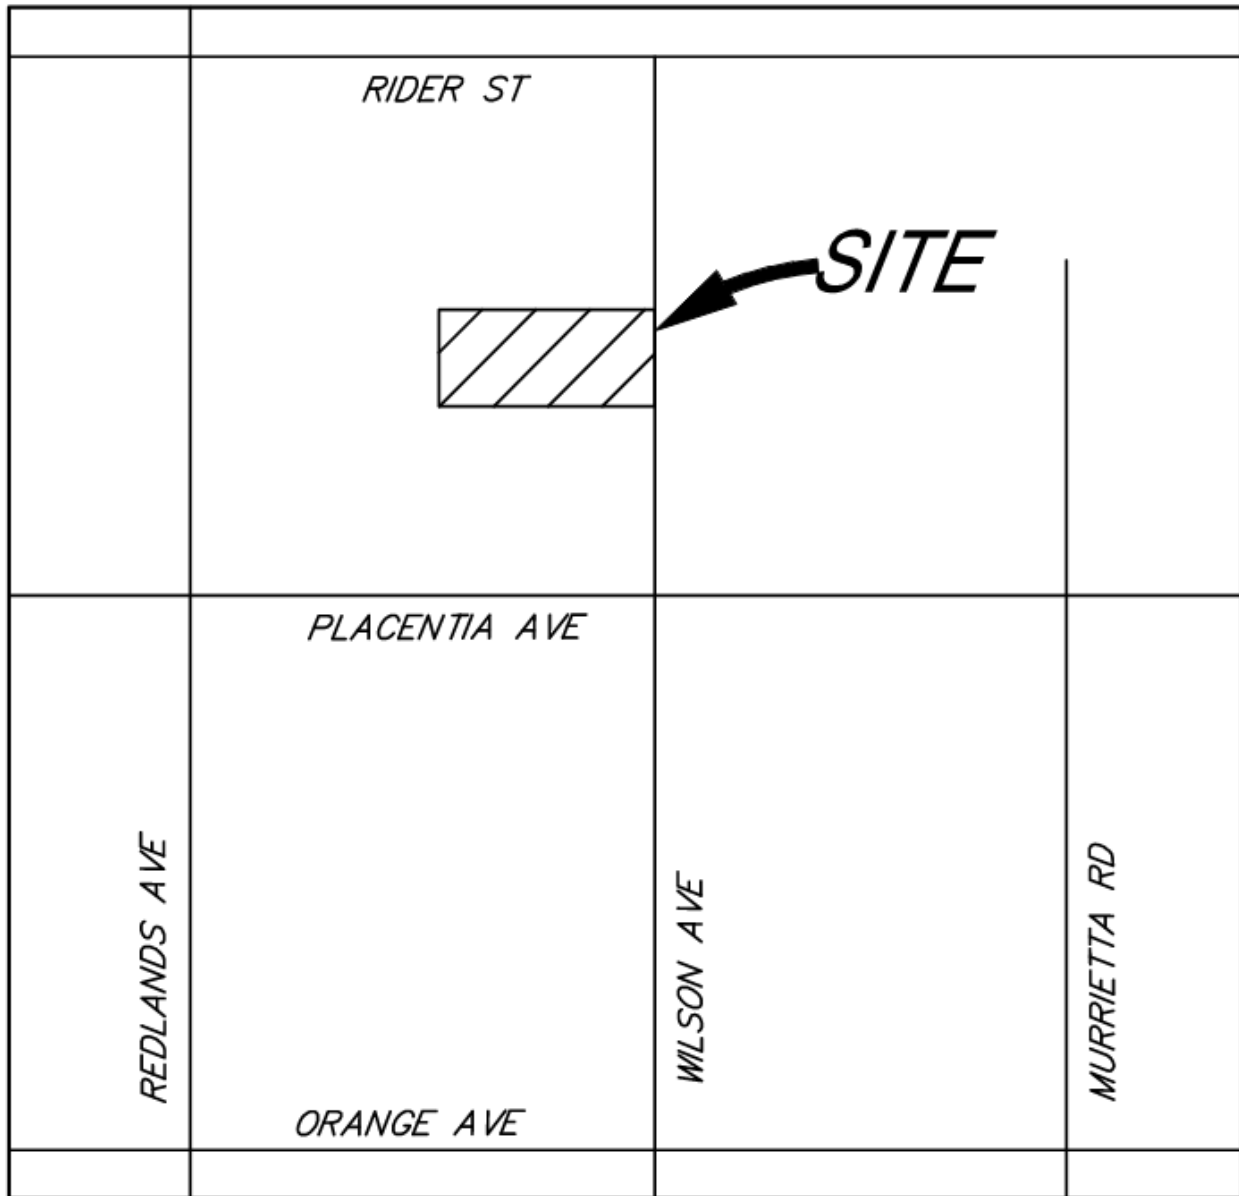 RIDER ST
SITE
PLACENTIA AVE
REDLANDS AVE
WILSON AVE
MURRIETTA RD
ORANGE AVE